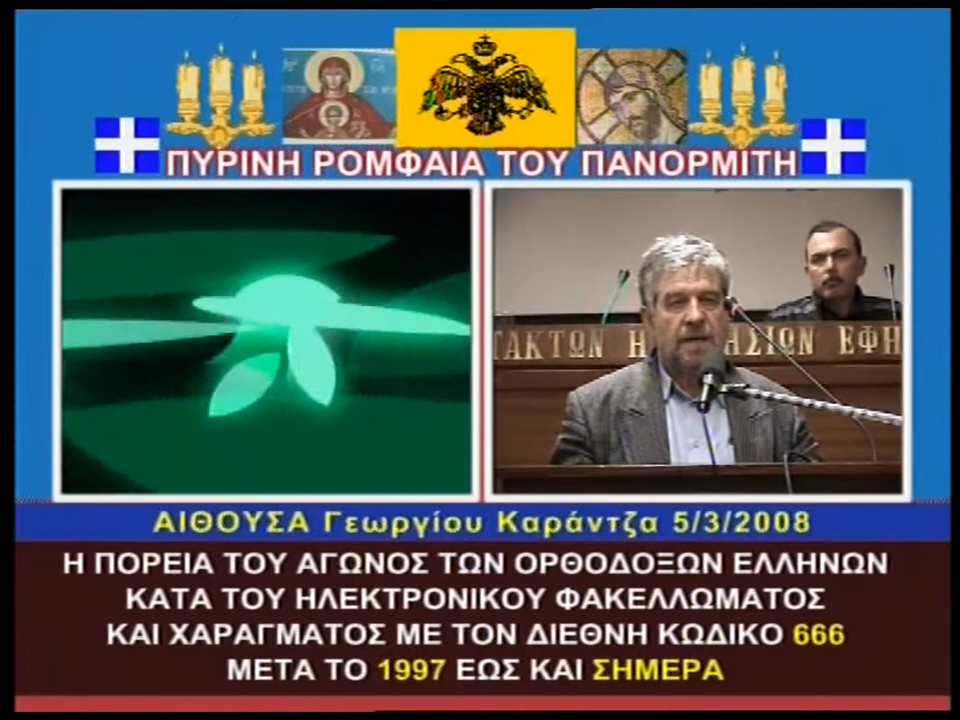 ΠΥΡΙΝΗ ΡΟΜΦΑΙΑ ΤΟΥ ΠΑΝΟΡΜΙΤΗ
ΑΙΘΟΥΣΑ Γεωργίου Καράντζα 5/3/2008
Η ΠΟΡΕΙΑ ΤΟΥ ΑΓΩΝΟΣ ΤΩΝ ΟΡΘΟΔΟΞΩΝ ΕΛΛΗΝΩΝ
ΚΑΤΑ ΤΟΥ ΗΛΕΚΤΡΟΝΙΚΟΥ ΦΑΚΕΛΛΩΜΑΤΟΣ
ΚΑΙ ΧΑΡΑΓΜΑΤΟΣ ΜΕ ΤΟΝ ΔΙΕΘΝΗ ΚΩΔΙΚΟ 666
ΜΕΤΑ ΤΟ 1997 ΕΩΣ ΚΑΙ ΣΗΜΕΡΑ